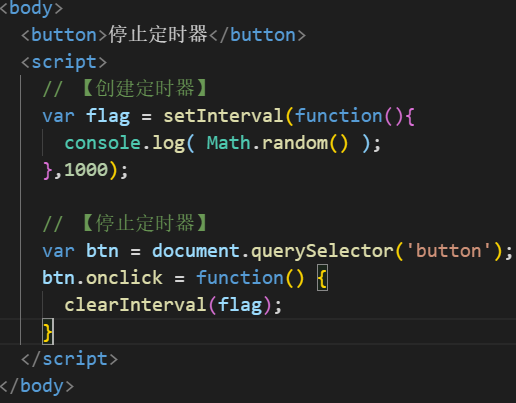 <body>
<button>停止定时器</button>
<script>
// 【创建定时器】
var flag = setInterval(function(){
console.log( Math.random() );
},1000);
// 【停止定时器】
var btn = document.querySelector('button');
btn.onclick = function() {
clearInterval(flag);
}
</script>
</body>